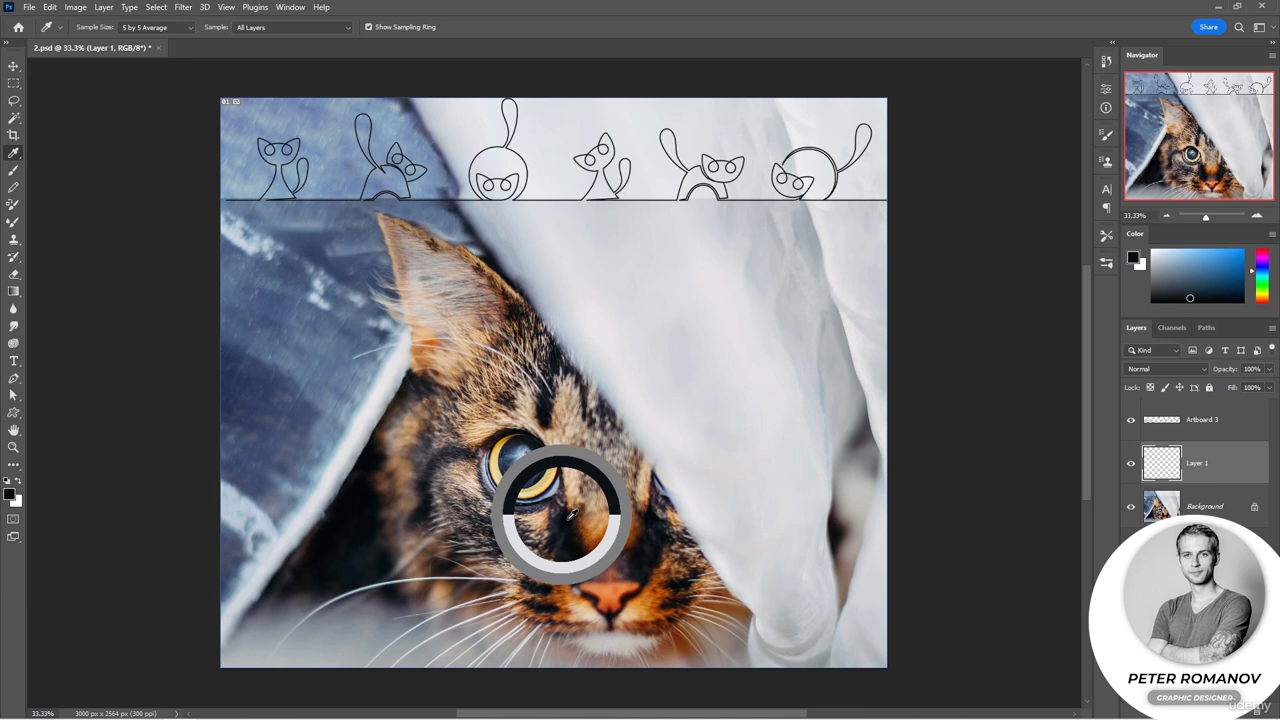 File Edit Image Layer Type Select Filter 3D View Plugins Window Help
Sample Size: 5 by 5 Average Sample: All Layers Show Sampling Ring Share
2.psd @ 33.3% (Layer 1, RGB/8*) *
01
Navigator
33.33%
Color
Layers Channels Paths
Kind
Normal Opacity: 100%
Lock: Fill: 100%
Artboard 3
Layer 1
Background
PETER ROMANOV
GRAPHIC DESIGNER
udemy
33.33% 3000 px x 2564 px (300 ppi)